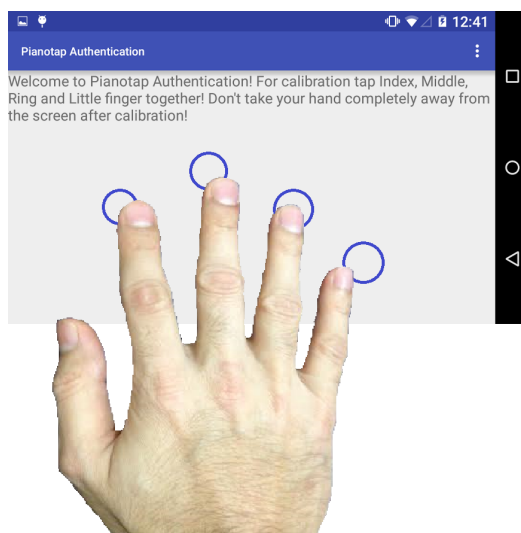 12:41
Pianotap Authentication
Welcome to Pianotap Authentication! For calibration tap Index, Middle,
Ring and Little finger together! Don't take your hand completely away from
the screen after calibration!